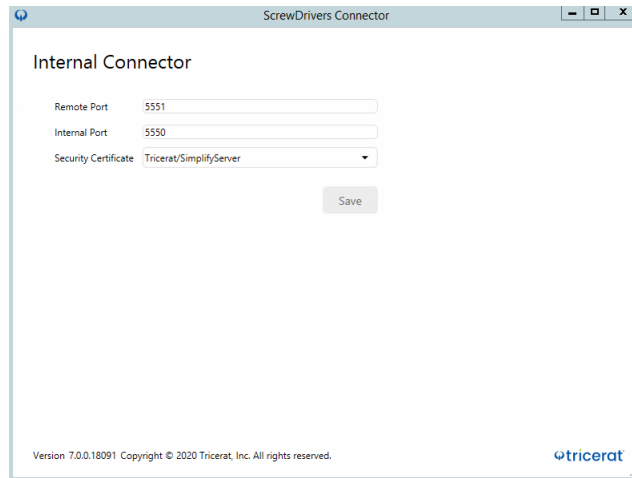 ScrewDrivers Connector
Internal Connector
Remote Port 5551
Internal Port 5550
Security Certificate Tricerat/SimplifyServer
Save
Version 7.0.0.18091 Copyright © 2020 Tricerat, Inc. All rights reserved.
tricerat